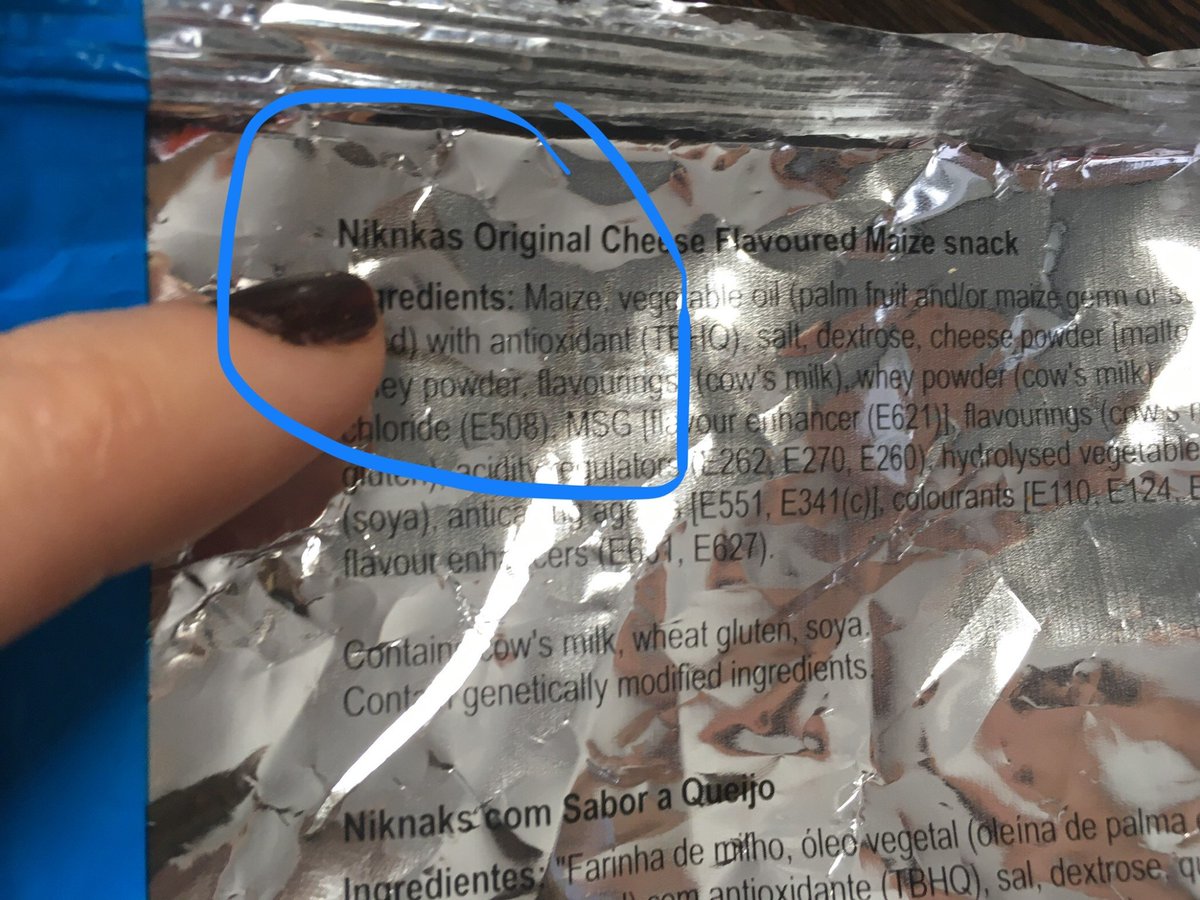 Niknkas Original Cheese Flavoured Maize snack
gredients: Maize, vegetable oil (palm fruit and/or maize germ or
d) with antioxidant (TBHQ), salt, dextrose, cheese powder [malto
ey powder, flavourings (cow's milk), whey powder (cow's milk)
chloride (E508), MSG [flavour enhancer (E621)], flavourings (cow's
gluten), acidity regulators (E262, E270, E260), hydrolysed vegetable
(soya), anticaking agents [E551, E341(c)], colourants [E110, E124,
flavour enhancers (E631, E627).
Contains cow's milk, wheat gluten, soya.
Contains genetically modified ingredients.
Niknaks com Sabor a Queijo
Ingredientes: "Farinha de milho, óleo vegetal (oleína de palma
com antioxidante (TBHQ), sal, dextrose,